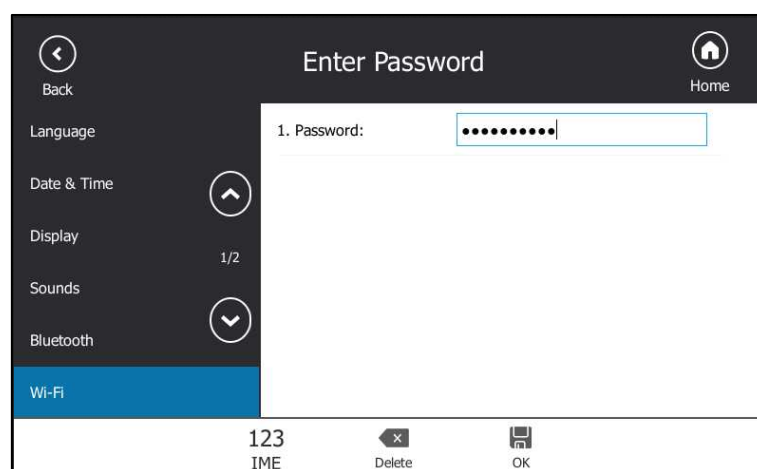 Enter Password
Back
Home
Language
1. Password: ••••••••••
Date & Time
Display
1/2
Sounds
Bluetooth
Wi-Fi
123
IME
Delete
OK